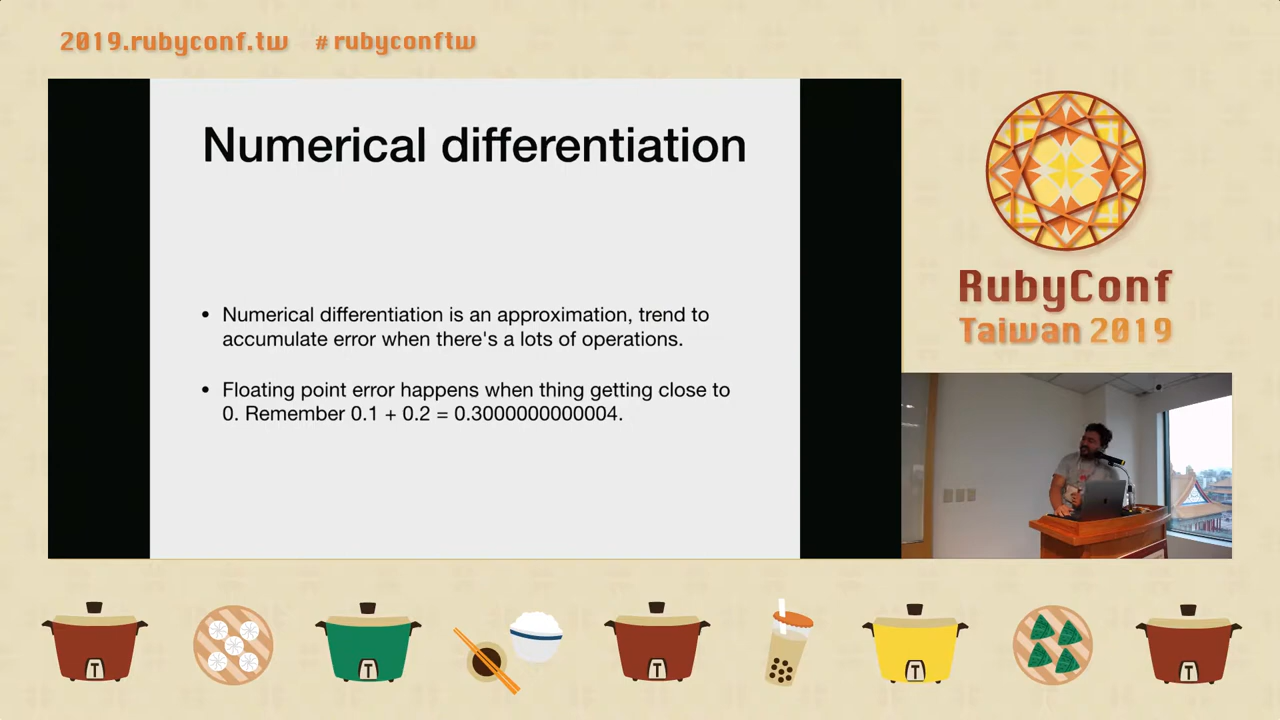 2019.rubyconf.tw #rubyconftw
Numerical differentiation
• Numerical differentiation is an approximation, trend to
accumulate error when there's a lots of operations.
• Floating point error happens when thing getting close to
0. Remember 0.1 + 0.2 = 0.3000000000004.
RubyConf
Taiwan 2019
T
T
T
T
T